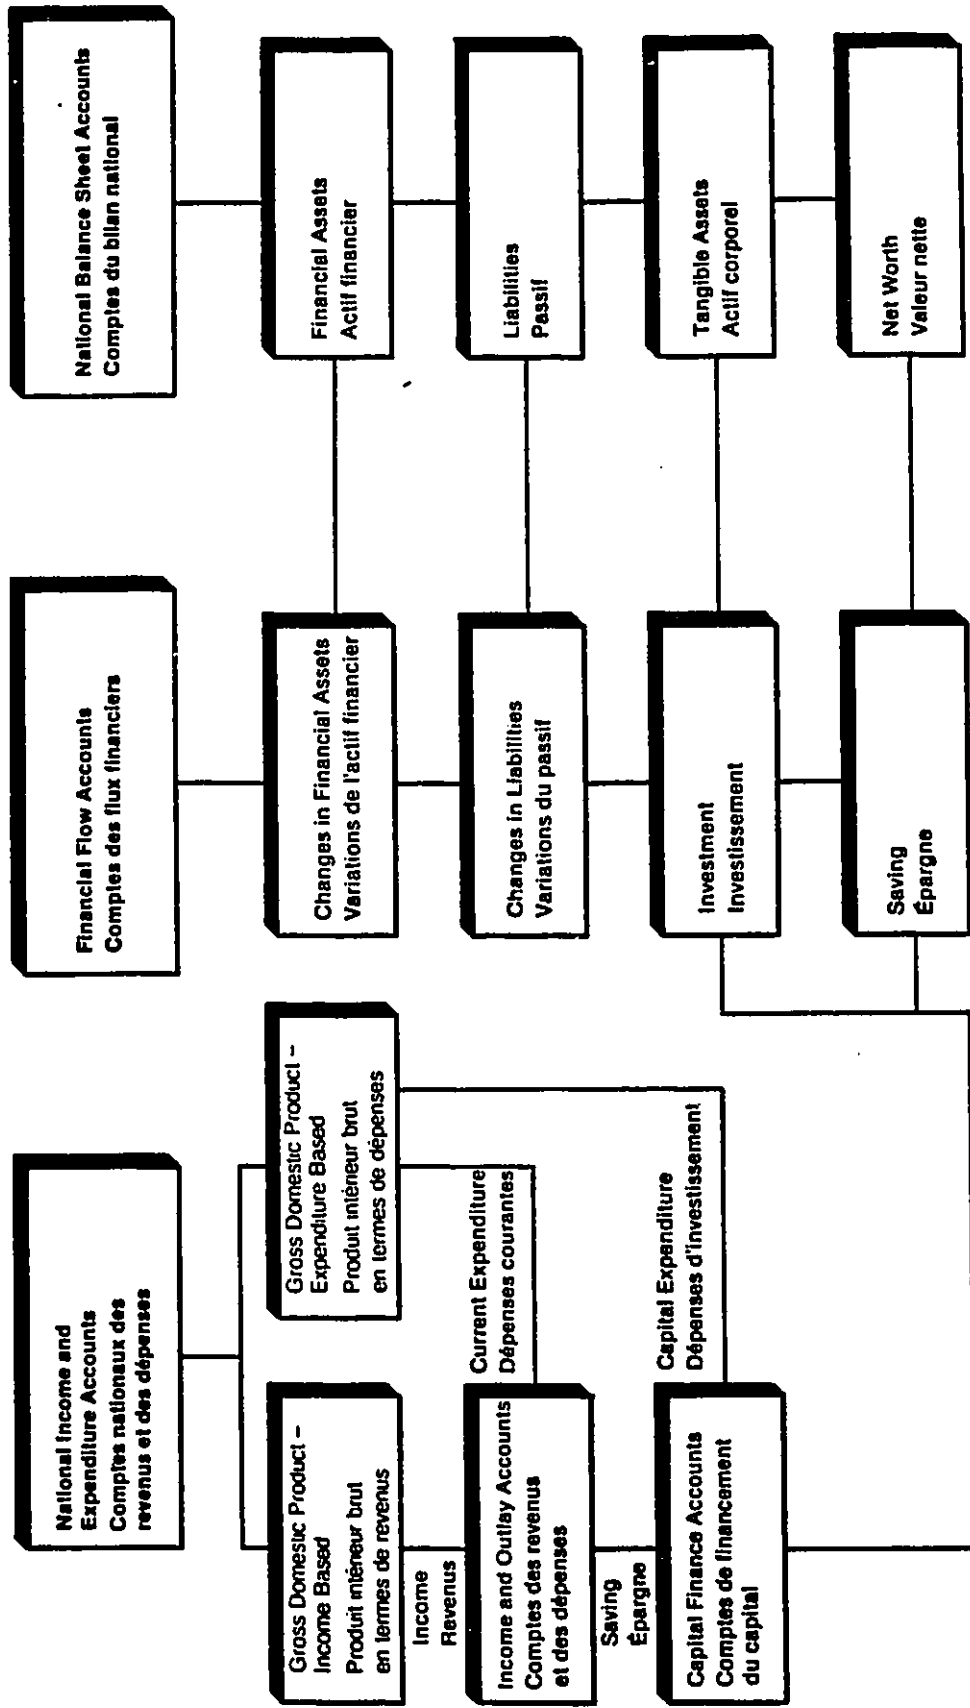 National Income and
Expenditure Accounts
Comptes nationaux des
revenus et des dépenses
Gross Domestic Product –
Income Based
Produit intérieur brut
en termes de revenus
Gross Domestic Product –
Expenditure Based
Produit intérieur brut
en termes de dépenses
Income
Revenus
Current Expenditure
Dépenses courantes
Income and Outlay Accounts
Comptes des revenus
et des dépenses
Saving
Épargne
Capital Expenditure
Dépenses d'investissement
Capital Finance Accounts
Comptes de financement
du capital
Financial Flow Accounts
Comptes des flux financiers
Changes in Financial Assets
Variations de l'actif financier
Changes in Liabilities
Variations du passif
Investment
Investissement
Saving
Épargne
National Balance Sheet Accounts
Comptes du bilan national
Financial Assets
Actif financier
Liabilities
Passif
Tangible Assets
Actif corporel
Net Worth
Valeur nette